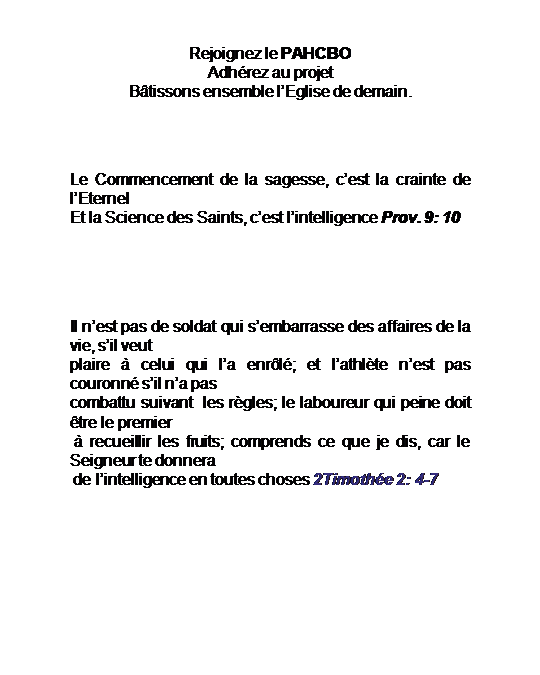 Rejoignez le PAHCBO
Adhérez au projet
Bâtissons ensemble l’Eglise de demain.
Le Commencement de la sagesse, c’est la crainte de
l’Eternel
Et la Science des Saints, c’est l’intelligence Prov. 9: 10
Il n’est pas de soldat qui s’embarrasse des affaires de la
vie, s’il veut
plaire à celui qui l’a enrôlé; et l’athlète n’est pas
couronné s’il n’a pas
combattu suivant les règles; le laboureur qui peine doit
être le premier
à recueillir les fruits; comprends ce que je dis, car le
Seigneur te donnera
de l’intelligence en toutes choses 2Timothée 2: 4-7